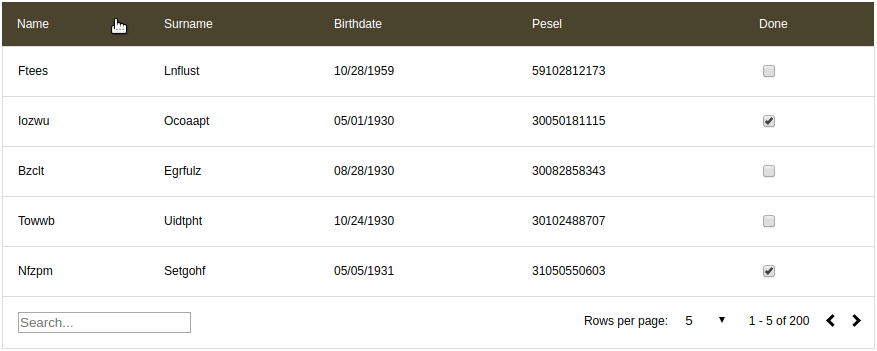 Name Surname Birthdate Pesel Done
Ftees Lnflust 10/28/1959 59102812173
Iozwu Ocoaapt 05/01/1930 30050181115
Bzclt Egrfulz 08/28/1930 30082858343
Towwb Uidtpht 10/24/1930 30102488707
Nfzpm Setgohf 05/05/1931 31050550603
Search... Rows per page: 5 1 - 5 of 200